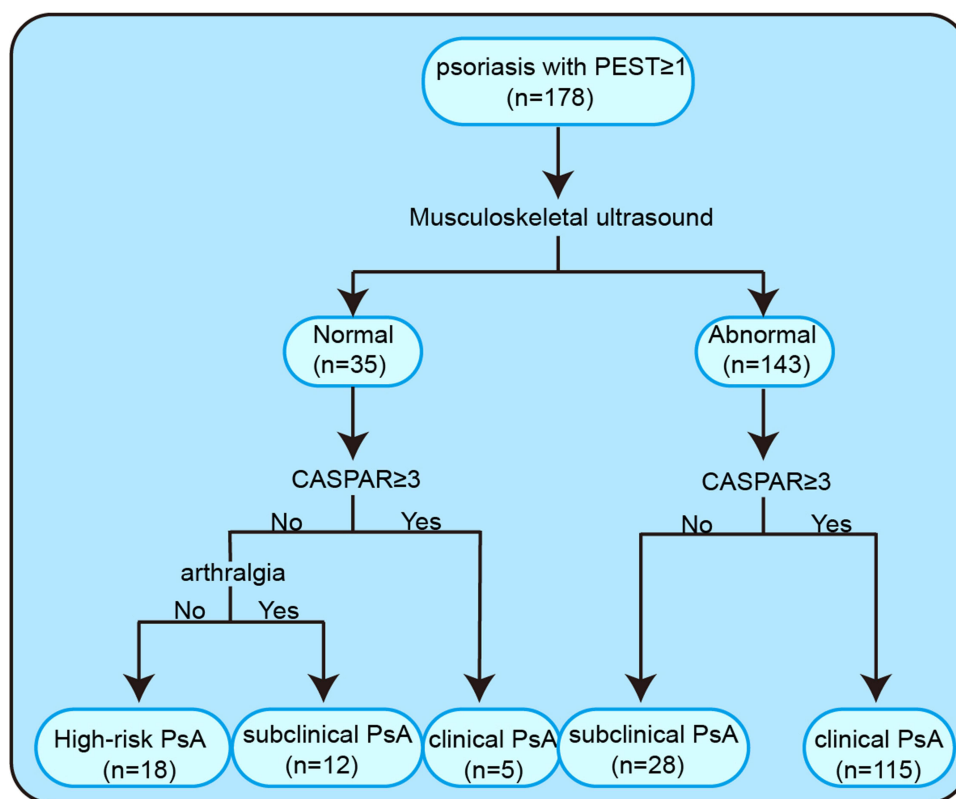 psoriasis with PEST≥1
(n=178)
Musculoskeletal ultrasound
Normal
(n=35)
Abnormal
(n=143)
CASPAR≥3
CASPAR≥3
No
Yes
No
Yes
arthralgia
No
Yes
High-risk PsA
(n=18)
subclinical PsA
(n=12)
clinical PsA
(n=5)
subclinical PsA
(n=28)
clinical PsA
(n=115)